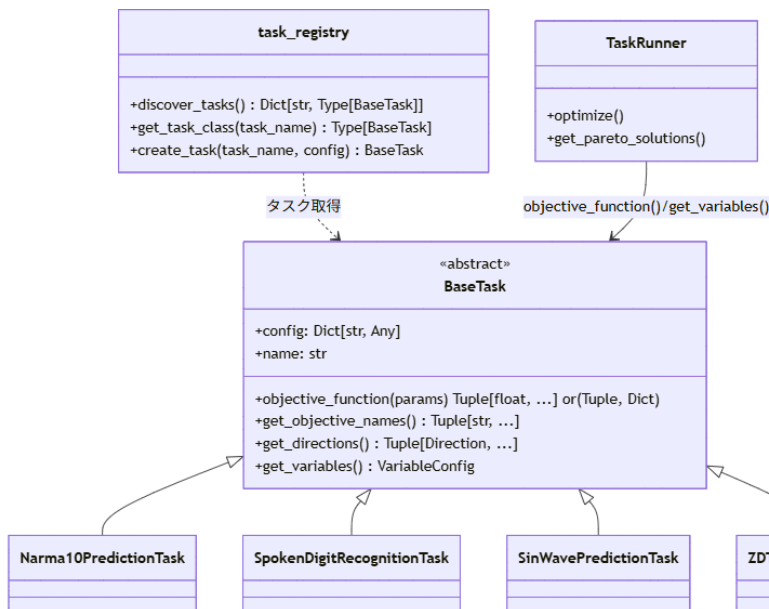 task_registry
+discover_tasks() : Dict[str, Type[BaseTask]]
+get_task_class(task_name) : Type[BaseTask]
+create_task(task_name, config) : BaseTask
TaskRunner
+optimize()
+get_pareto_solutions()
タスク取得
objective_function()/get_variables()
«abstract»
BaseTask
+config: Dict[str, Any]
+name: str
+objective_function(params) Tuple[float, ...] or(Tuple, Dict)
+get_objective_names() : Tuple[str, ...]
+get_directions() : Tuple[Direction, ...]
+get_variables() : VariableConfig
Narma10PredictionTask
SpokenDigitRecognitionTask
SinWavePredictionTask